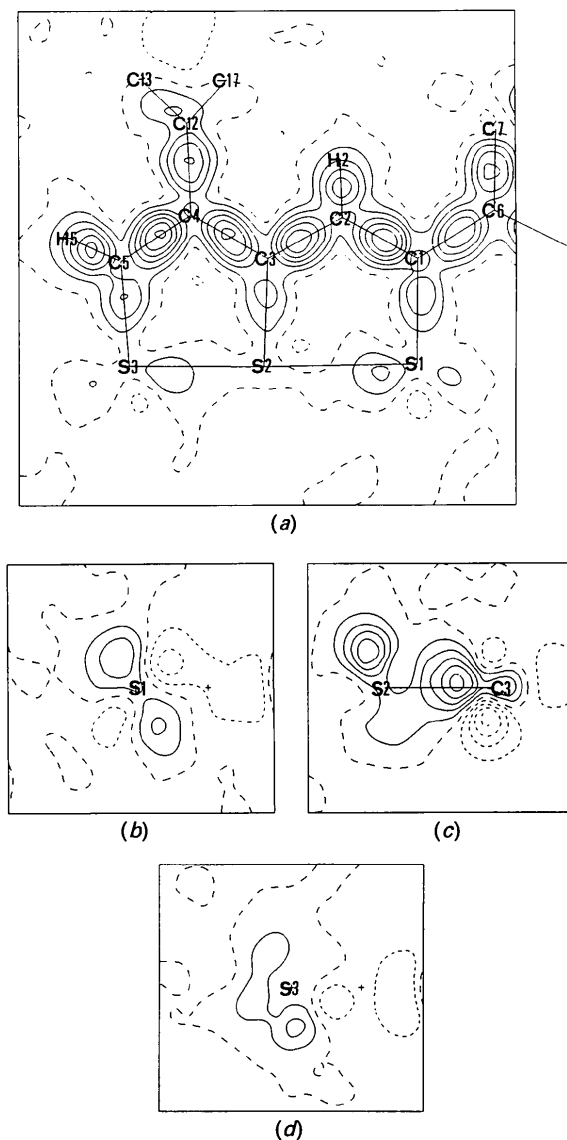 C13 C17
C12
C7
H2
C4 C2 C6
H5 C5 C3 C1
S3 S2 S1
(a)
S1
(b)
S2 C3
(c)
S3
(d)